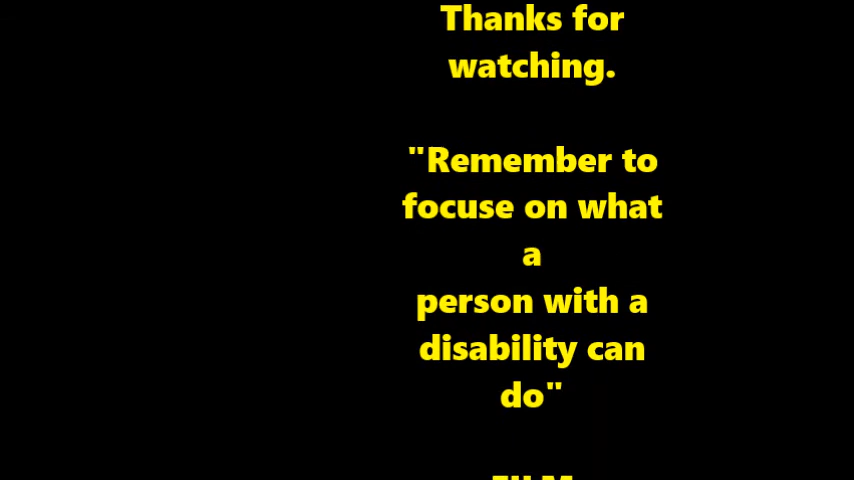 Thanks for
watching.
"Remember to
focuse on what
a
person with a
disability can
do"